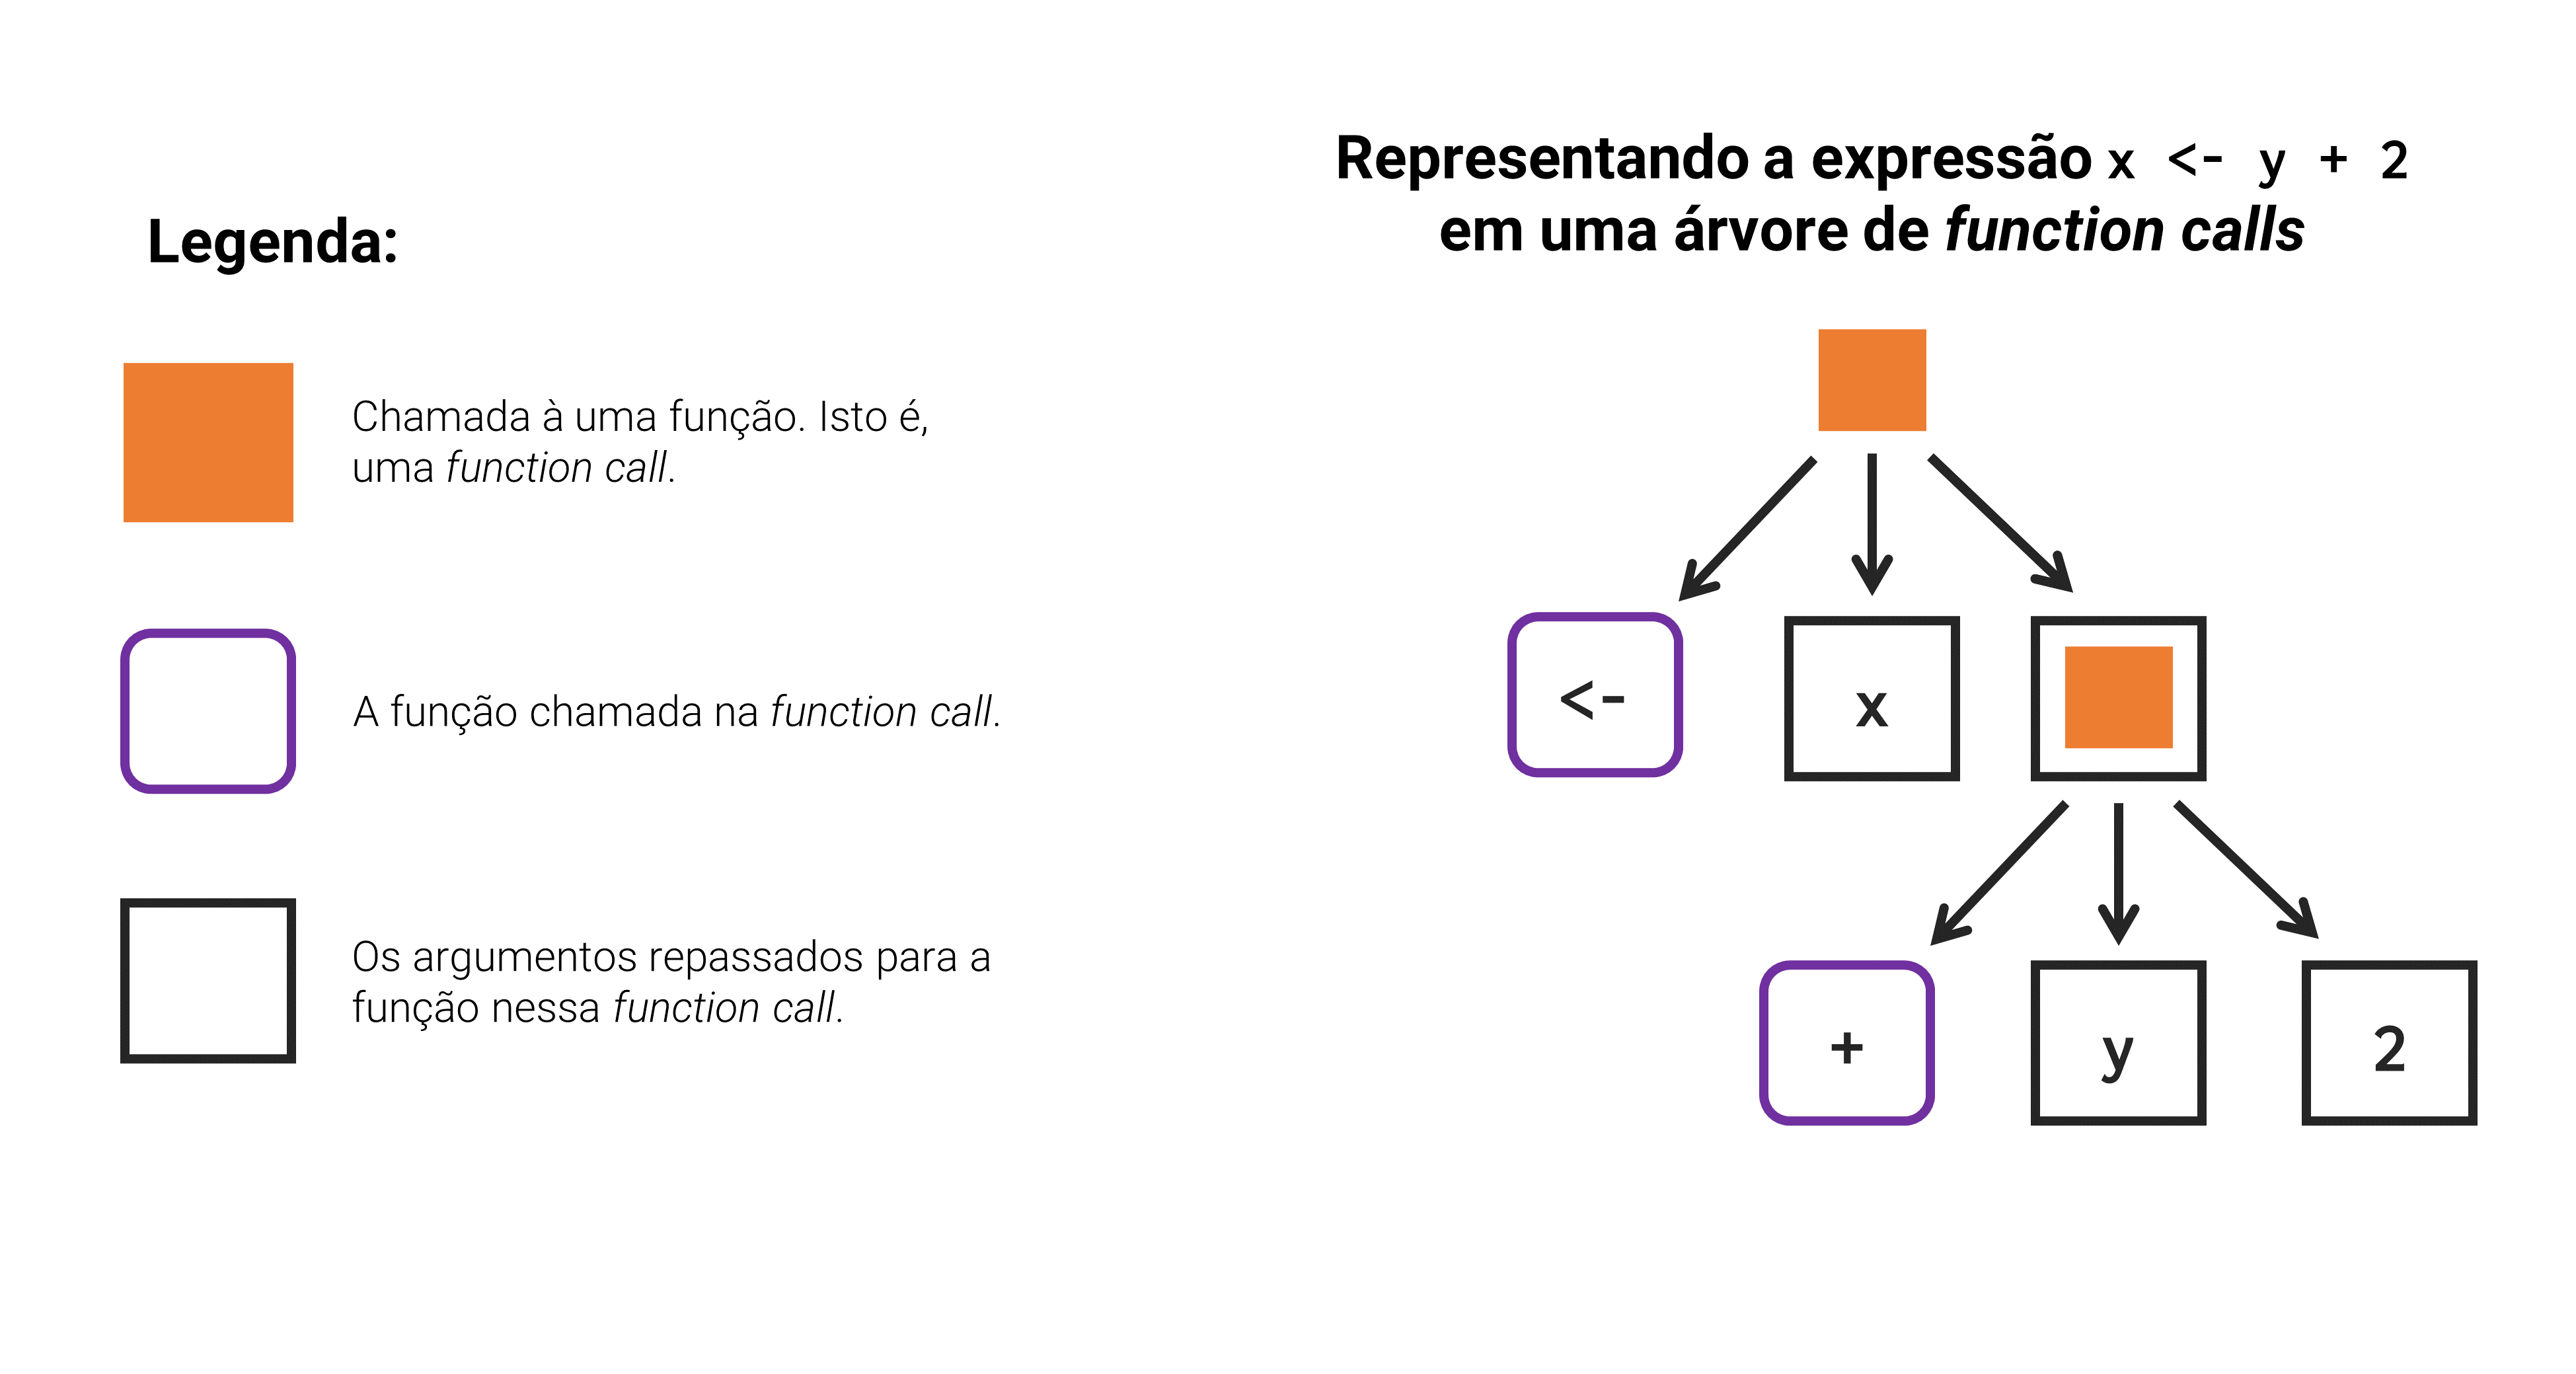 Legenda:
Chamada à uma função. Isto é,
uma function call.
A função chamada na function call.
Os argumentos repassados para a
função nessa function call.
Representando a expressão x <- y + 2
em uma árvore de function calls
<-
x
+
y
2